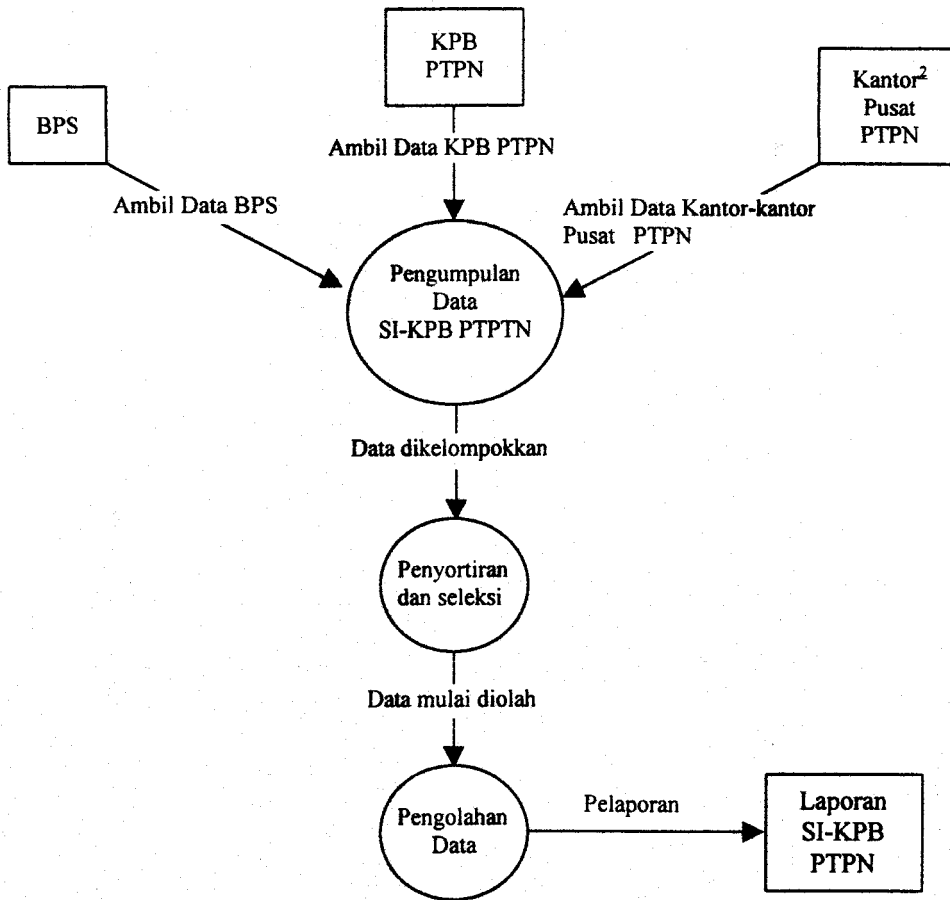 KPB
PTPN
BPS
Kantor²
Pusat
PTPN
Ambil Data KPB PTPN
Ambil Data BPS
Ambil Data Kantor-kantor
Pusat PTPN
Pengumpulan
Data
SI-KPB PTPTN
Data dikelompokkan
Penyortiran
dan seleksi
Data mulai diolah
Pengolahan
Data
Pelaporan
Laporan
SI-KPB
PTPN